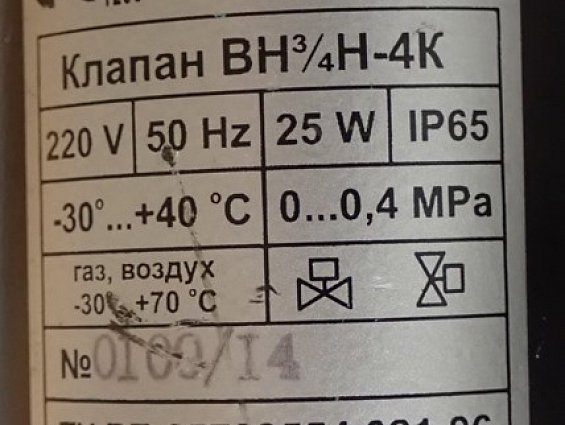 Клапан ВН¾Н-4К
220 V 50 Hz 25 W IP65
-30°...+40 °C 0...0,4 MPa
газ, воздух
-30°...+70 °C
№0109/14